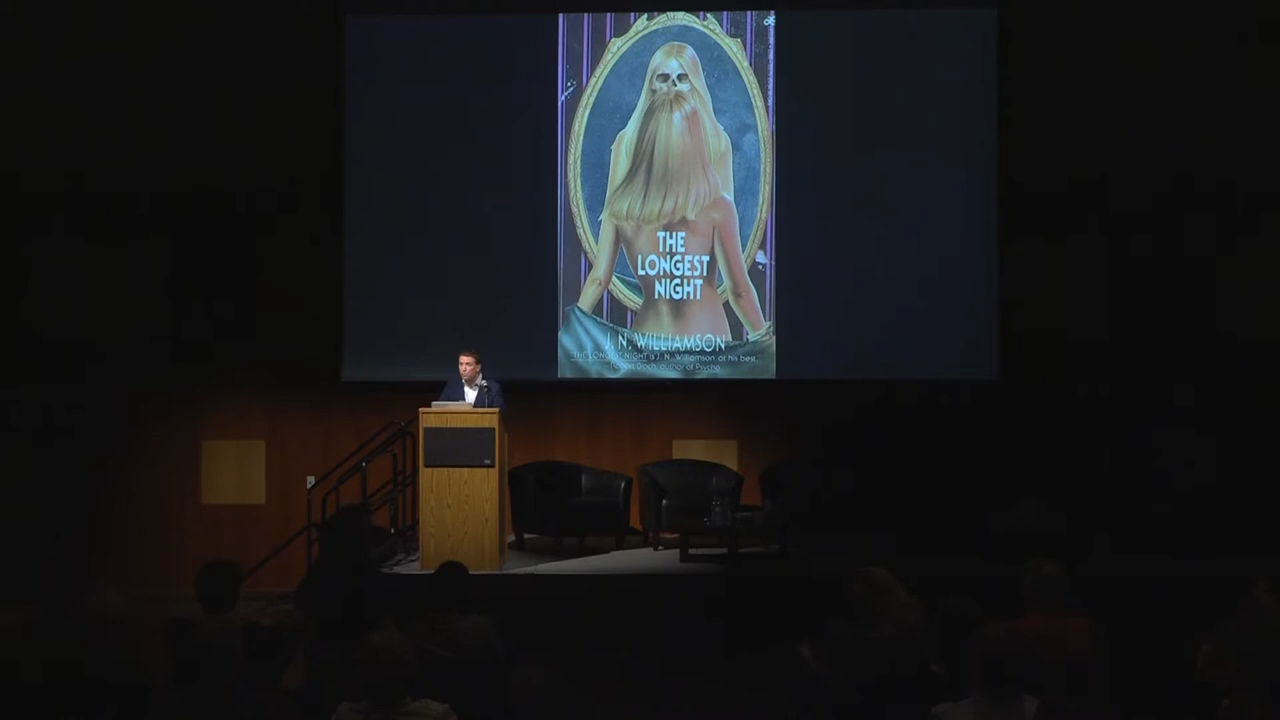 THE
LONGEST
NIGHT
J. N. WILLIAMSON
"THE LONGEST NIGHT is J. N. Williamson at his best."
—Robert Bloch, author of Psycho